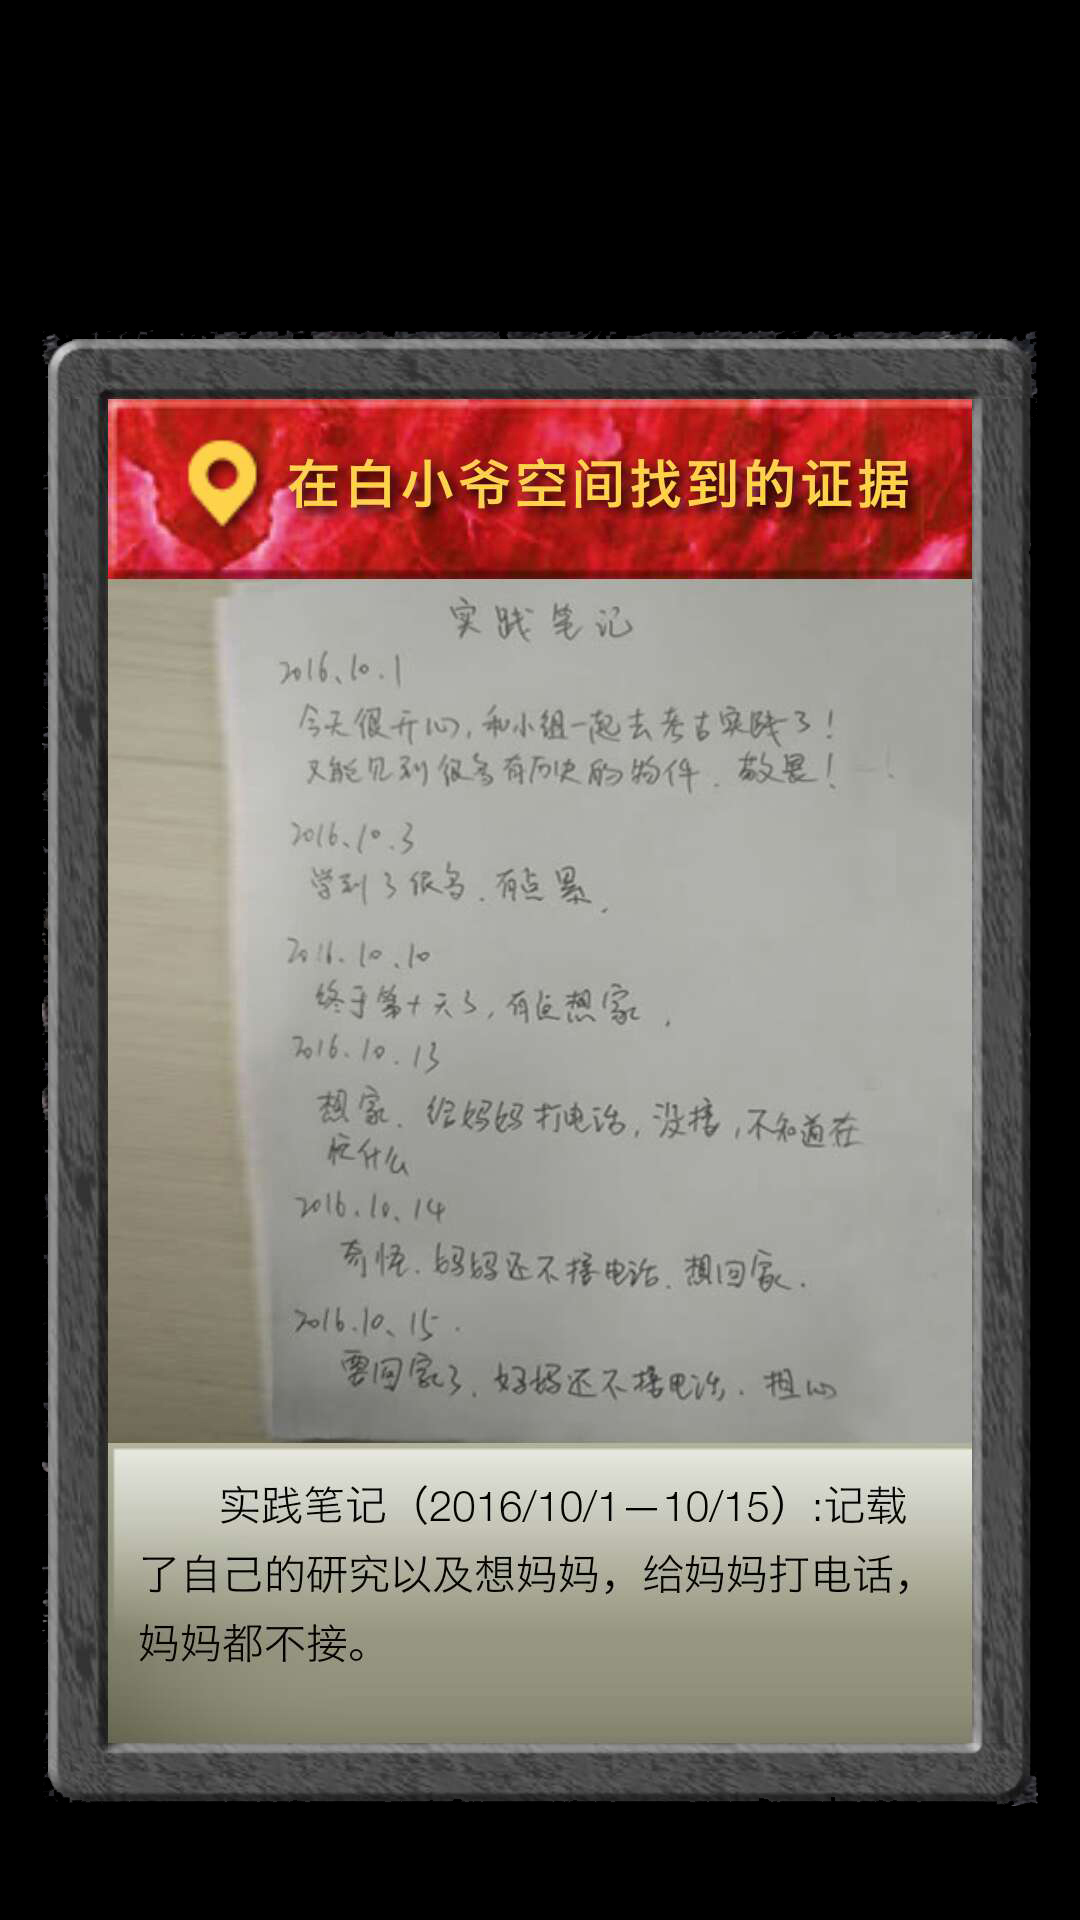 在白小爷空间找到的证据
实践笔记
2016.10.1
今天很开心,和小组一起去考古实践了!
又能见到很多有历史的物件.敬畏!
2016.10.3
学到了很多.有点累.
2016.10.10
终于第十天了,有点想家.
2016.10.13
想家.给妈妈打电话,没接,不知道在
忙什么
2016.10.14
奇怪.妈妈还不接电话.想回家.
2016.10.15.
要回家了.妈妈还不接电话.担心
实践笔记(2016/10/1—10/15):记载
了自己的研究以及想妈妈,给妈妈打电话,
妈妈都不接。